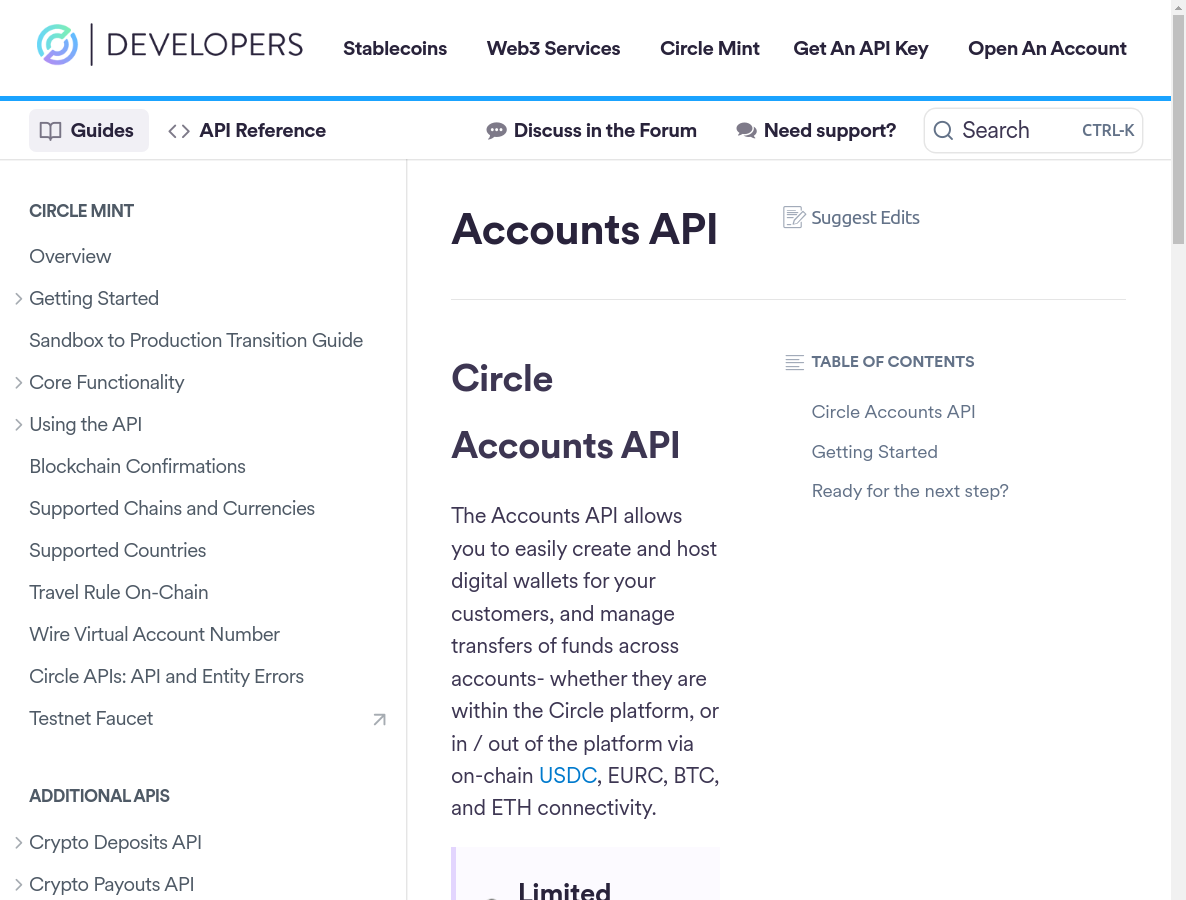 DEVELOPERS
Stablecoins
Web3 Services
Circle Mint
Get An API Key
Open An Account
Guides
API Reference
Discuss in the Forum
Need support?
Search
CTRL-K
CIRCLE MINT
Overview
Getting Started
Sandbox to Production Transition Guide
Core Functionality
Using the API
Blockchain Confirmations
Supported Chains and Currencies
Supported Countries
Travel Rule On-Chain
Wire Virtual Account Number
Circle APIs: API and Entity Errors
Testnet Faucet
ADDITIONAL APIS
Crypto Deposits API
Crypto Payouts API
Accounts API
Suggest Edits
Circle
Accounts API
The Accounts API allows
you to easily create and host
digital wallets for your
customers, and manage
transfers of funds across
accounts- whether they are
within the Circle platform, or
in / out of the platform via
on-chain USDC, EURC, BTC,
and ETH connectivity.
Limited
TABLE OF CONTENTS
Circle Accounts API
Getting Started
Ready for the next step?